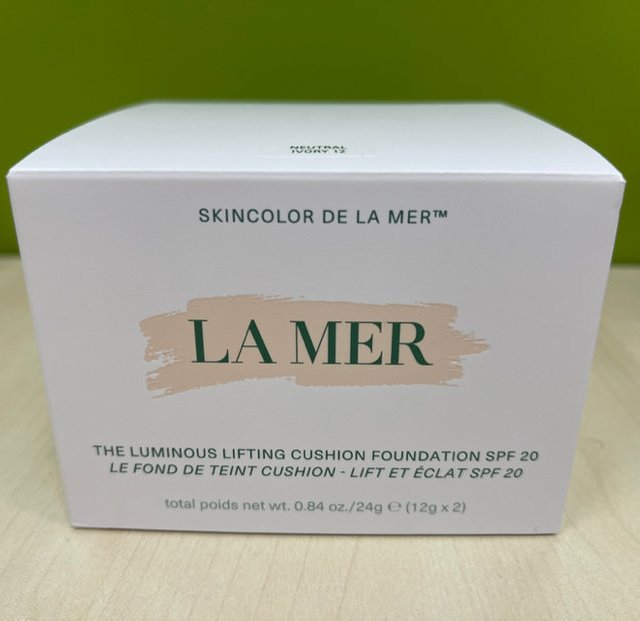 NEUTRAL
IVORY 12
SKINCOLOR DE LA MER™
LA MER
THE LUMINOUS LIFTING CUSHION FOUNDATION SPF 20
LE FOND DE TEINT CUSHION - LIFT ET ÉCLAT SPF 20
total poids net wt. 0.84 oz./24g ℮ (12g x 2)